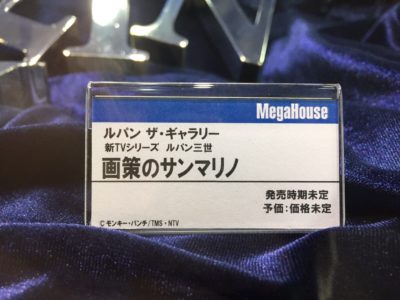 MegaHouse
ルパン ザ・ギャラリー
新TVシリーズ ルパン三世
画策のサンマリノ
発売時期未定
予価:価格未定
©モンキー・パンチ/TMS・NTV